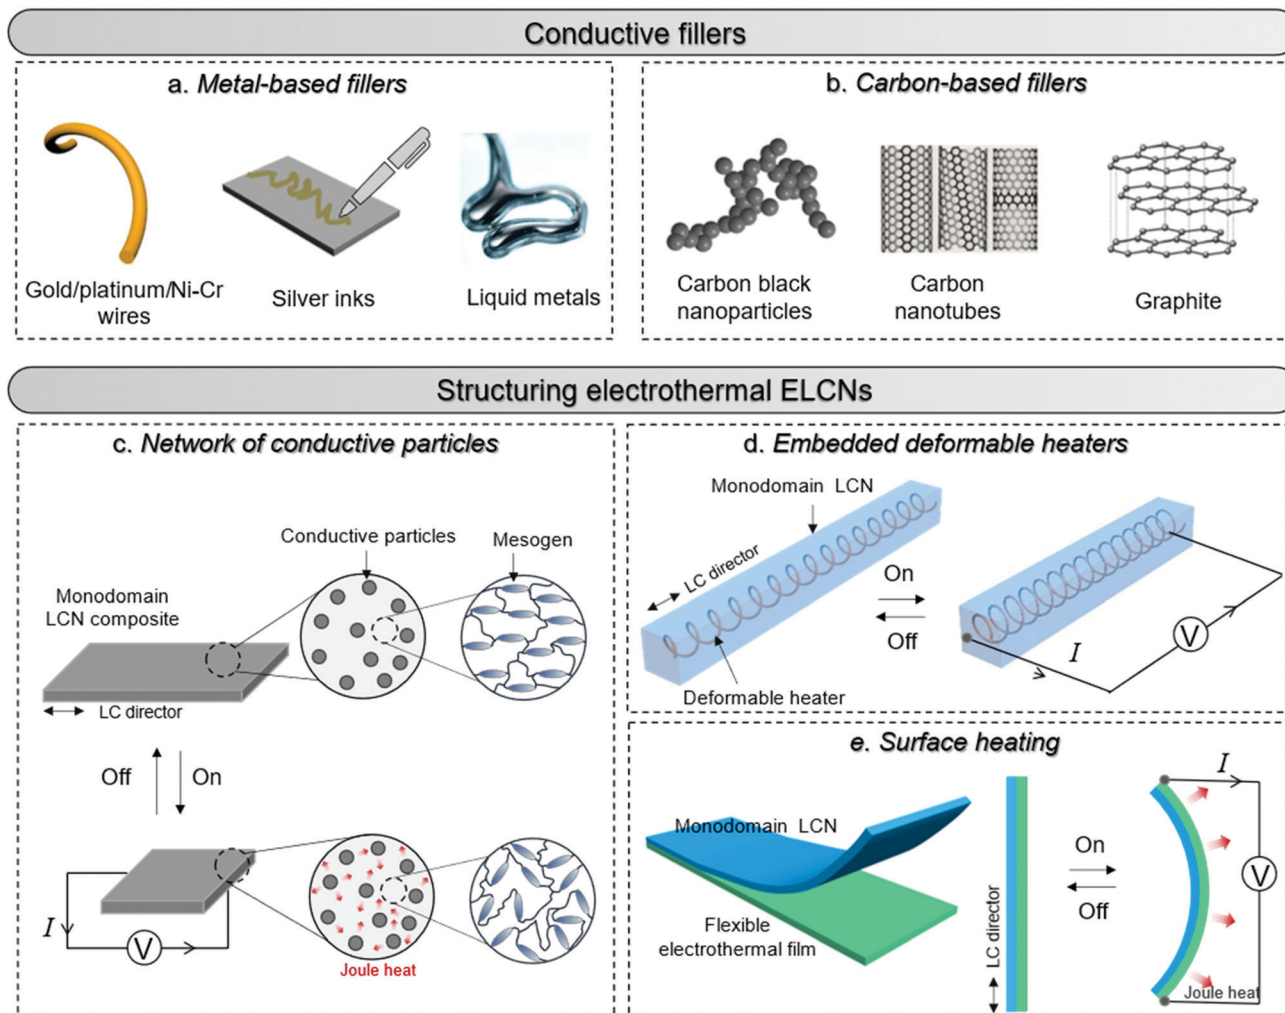 Conductive fillers
a. Metal-based fillers
Gold/platinum/Ni-Cr
wires
Silver inks
Liquid metals
b. Carbon-based fillers
Carbon black
nanoparticles
Carbon
nanotubes
Graphite
Structuring electrothermal ELCNs
c. Network of conductive particles
Conductive particles
Mesogen
Monodomain
LCN composite
LC director
Off
On
I
V
Joule heat
d. Embedded deformable heaters
Monodomain LCN
LC director
Deformable heater
On
Off
I
V
e. Surface heating
Monodomain LCN
Flexible
electrothermal film
LC director
On
Off
I
V
Joule heat